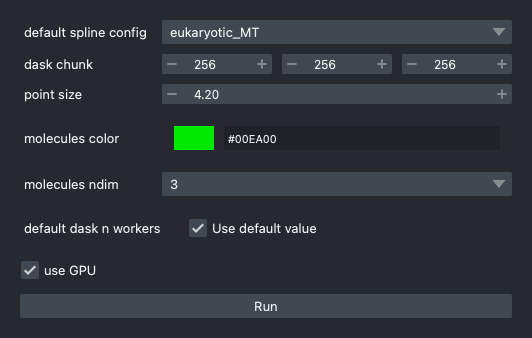 default spline config eukaryotic_MT
dask chunk − 256 + − 256 + − 256 +
point size − 4.20 +
molecules color #00EA00
molecules ndim 3
default dask n workers Use default value
use GPU
Run